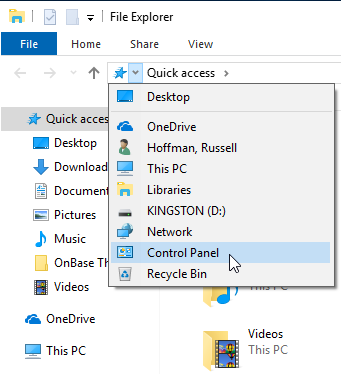 File Explorer
File Home Share View
Quick access
Desktop
OneDrive
Hoffman, Russell
This PC
Libraries
KINGSTON (D:)
Network
Control Panel
Recycle Bin
Quick acces
Desktop
Download
Document
Pictures
Music
OnBase Th
Videos
OneDrive
This PC
This PC
Videos
This PC